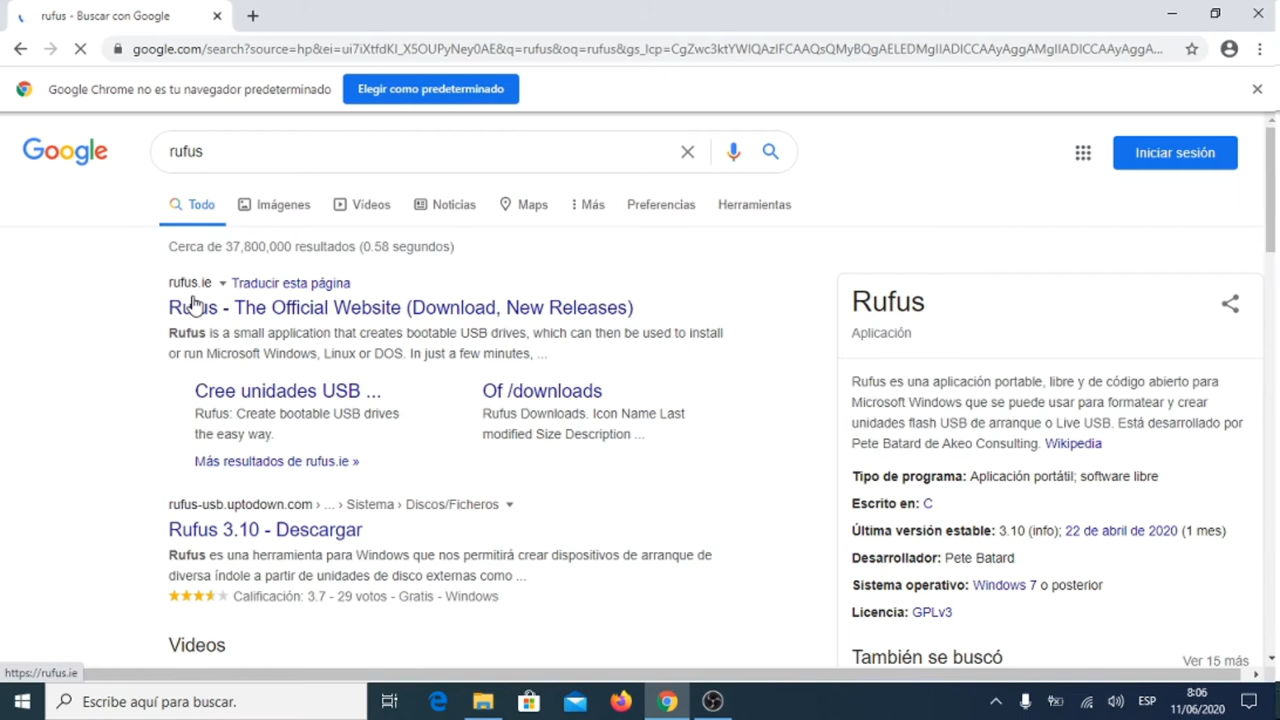 rufus - Buscar con Google
google.com/search?source=hp&ei=ui7iXtfdKI_X5OUPyNey0AE&q=rufus&oq=rufus&gs_lcp=CgZwc3ktYWIQAzIFCAAQsQMyBQgAELEDMgIIADICCAAyAggAMgIIADICCAAyAggA...
Google Chrome no es tu navegador predeterminado
Elegir como predeterminado
Google
rufus
Iniciar sesión
Todo
Imágenes
Vídeos
Noticias
Maps
Más
Preferencias
Herramientas
Cerca de 37,800,000 resultados (0.58 segundos)
rufus.ie
Traducir esta página
Rufus - The Official Website (Download, New Releases)
Rufus is a small application that creates bootable USB drives, which can then be used to install
or run Microsoft Windows, Linux or DOS. In just a few minutes, ...
Cree unidades USB ...
Rufus: Create bootable USB drives
the easy way.
Of /downloads
Rufus Downloads. Icon Name Last
modified Size Description ...
Más resultados de rufus.ie »
rufus-usb.uptodown.com › ... › Sistema › Discos/Ficheros
Rufus 3.10 - Descargar
Rufus es una herramienta para Windows que nos permitirá crear dispositivos de arranque de
diversa índole a partir de unidades de disco externas como ...
Calificación: 3.7 - 29 votos - Gratis - Windows
Videos
Rufus
Aplicación
Rufus es una aplicación portable, libre y de código abierto para
Microsoft Windows que se puede usar para formatear y crear
unidades flash USB de arranque o Live USB. Está desarrollado por
Pete Batard de Akeo Consulting. Wikipedia
Tipo de programa: Aplicación portátil; software libre
Escrito en: C
Última versión estable: 3.10 (info); 22 de abril de 2020 (1 mes)
Desarrollador: Pete Batard
Sistema operativo: Windows 7 o posterior
Licencia: GPLv3
También se buscó
Ver 15 más
https://rufus.ie
Escribe aquí para buscar.
ESP
8:06
11/06/2020